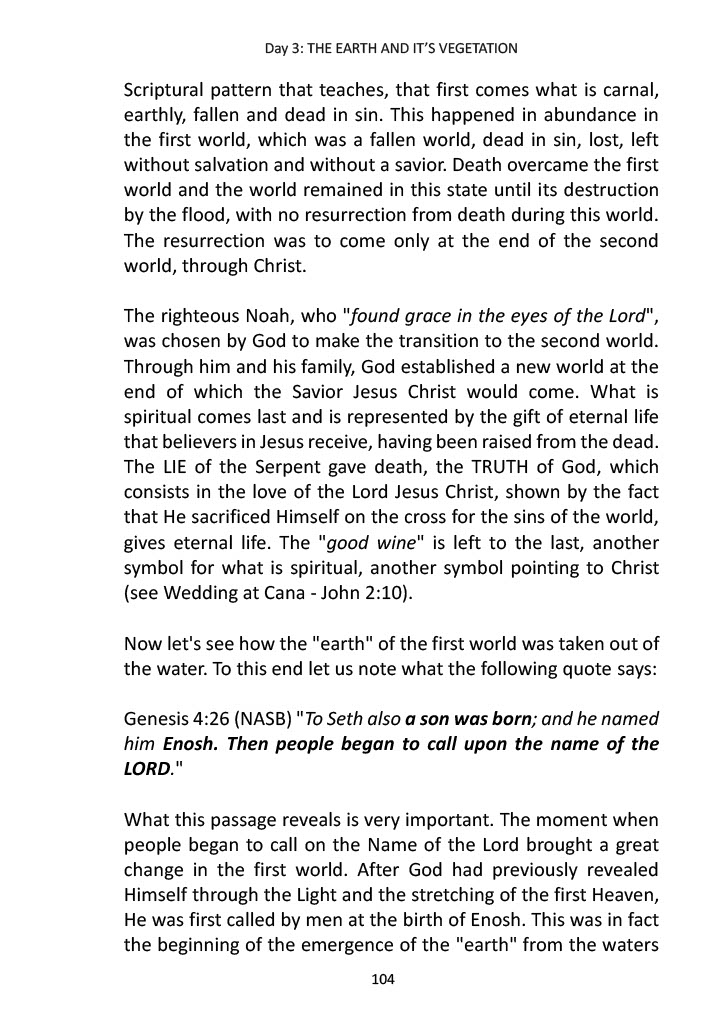 Day 3: THE EARTH AND IT’S VEGETATION
Scriptural pattern that teaches, that first comes what is carnal,
earthly, fallen and dead in sin. This happened in abundance in
the first world, which was a fallen world, dead in sin, lost, left
without salvation and without a savior. Death overcame the first
world and the world remained in this state until its destruction
by the flood, with no resurrection from death during this world.
The resurrection was to come only at the end of the second
world, through Christ.
The righteous Noah, who "found grace in the eyes of the Lord",
was chosen by God to make the transition to the second world.
Through him and his family, God established a new world at the
end of which the Savior Jesus Christ would come. What is
spiritual comes last and is represented by the gift of eternal life
that believers in Jesus receive, having been raised from the dead.
The LIE of the Serpent gave death, the TRUTH of God, which
consists in the love of the Lord Jesus Christ, shown by the fact
that He sacrificed Himself on the cross for the sins of the world,
gives eternal life. The "good wine" is left to the last, another
symbol for what is spiritual, another symbol pointing to Christ
(see Wedding at Cana - John 2:10).
Now let's see how the "earth" of the first world was taken out of
the water. To this end let us note what the following quote says:
Genesis 4:26 (NASB) "To Seth also a son was born; and he named
him Enosh. Then people began to call upon the name of the
LORD."
What this passage reveals is very important. The moment when
people began to call on the Name of the Lord brought a great
change in the first world. After God had previously revealed
Himself through the Light and the stretching of the first Heaven,
He was first called by men at the birth of Enosh. This was in fact
the beginning of the emergence of the "earth" from the waters
104